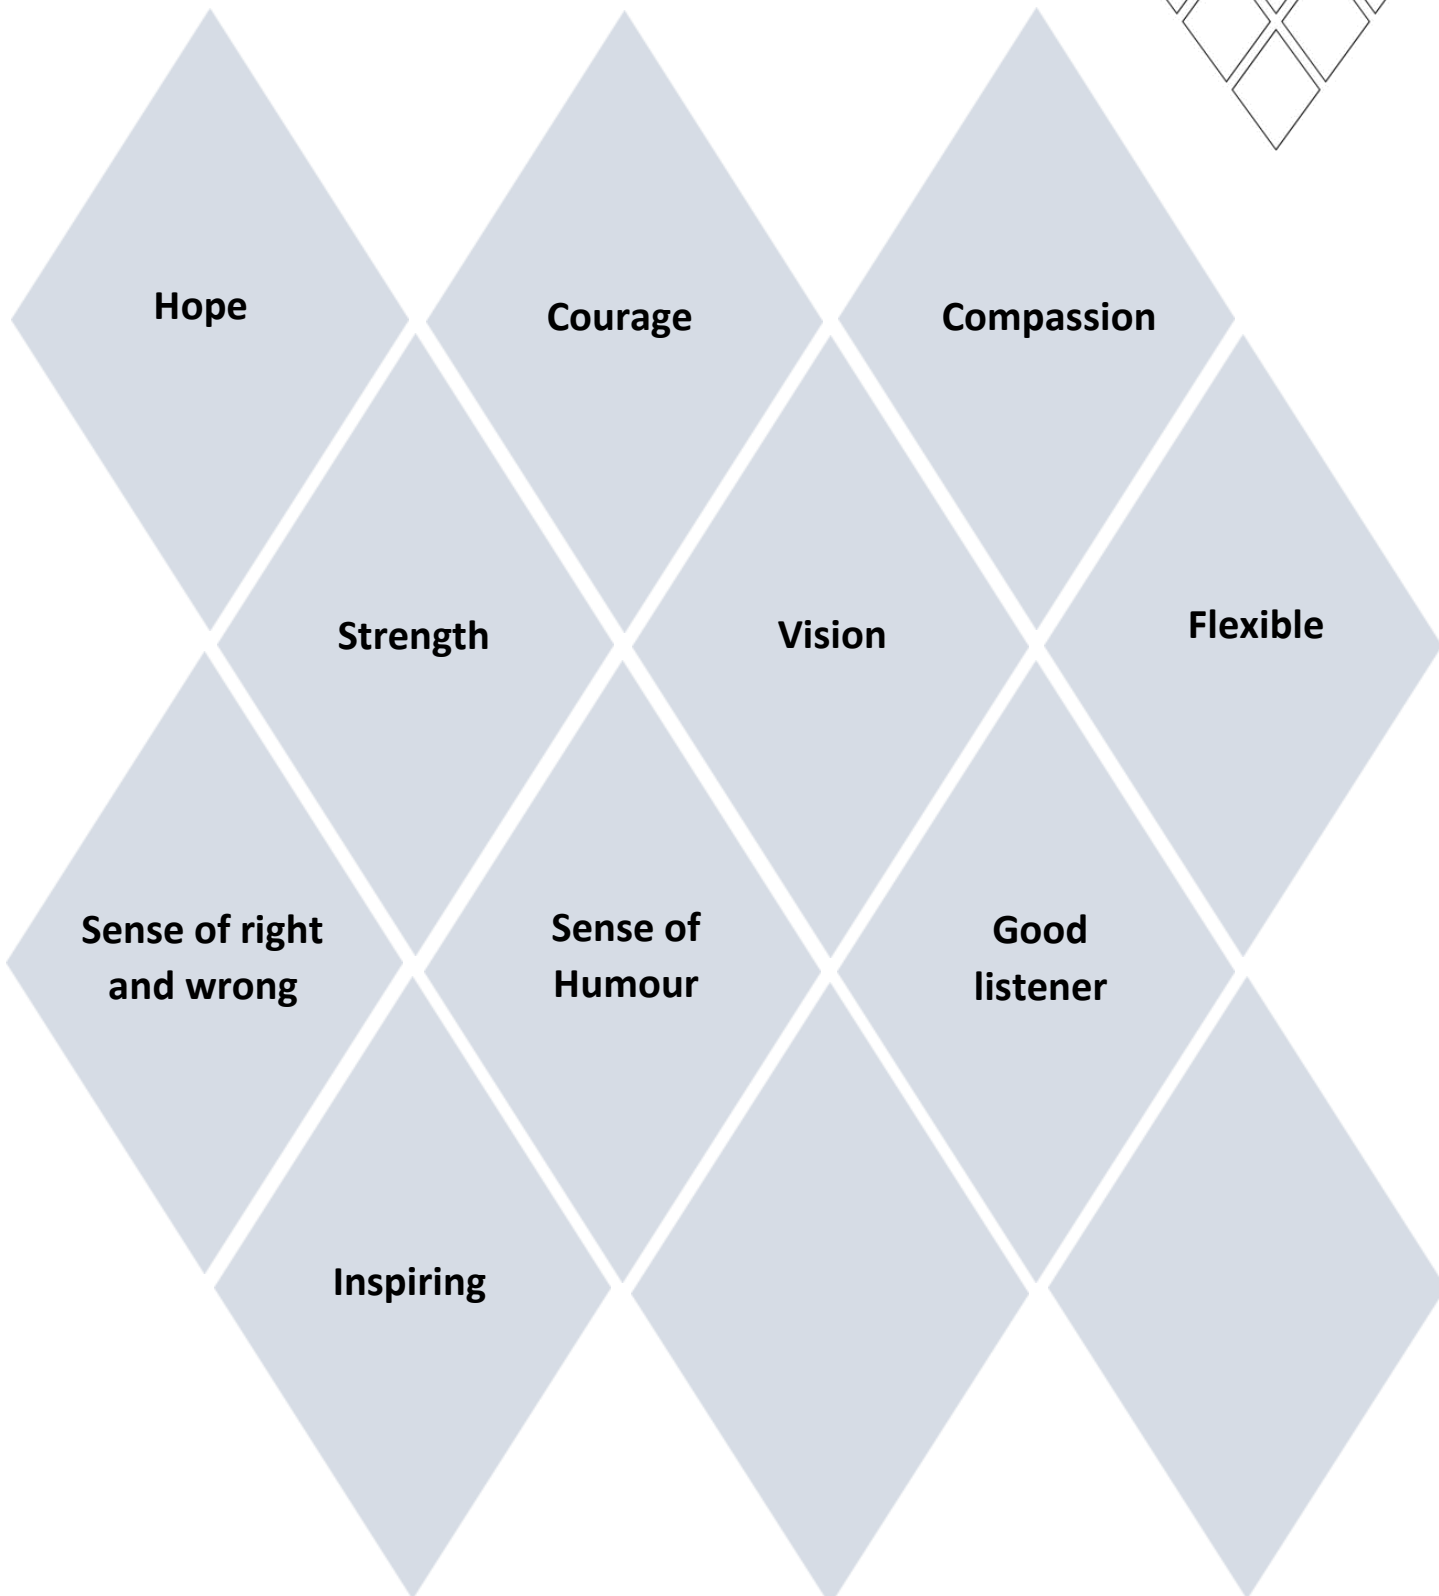 Hope
Courage
Compassion
Strength
Vision
Flexible
Sense of right
and wrong
Sense of
Humour
Good
listener
Inspiring